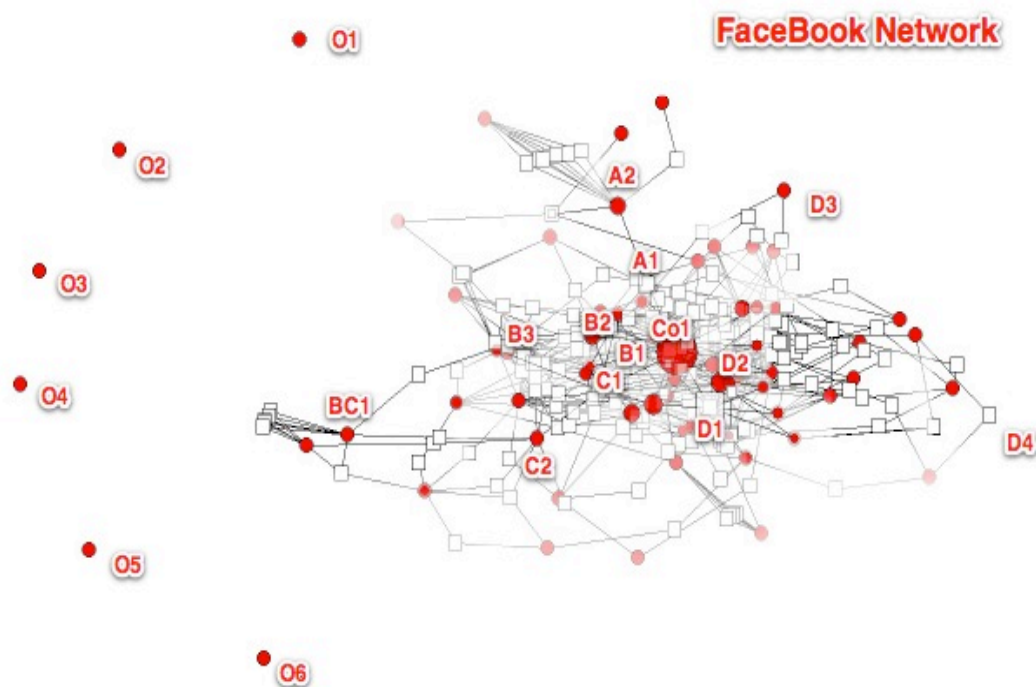 FaceBook Network
O1
O2
A2
D3
O3
A1
B3
B2
Co1
B1
D2
C1
O4
BC1
D1
C2
D4
O5
O6